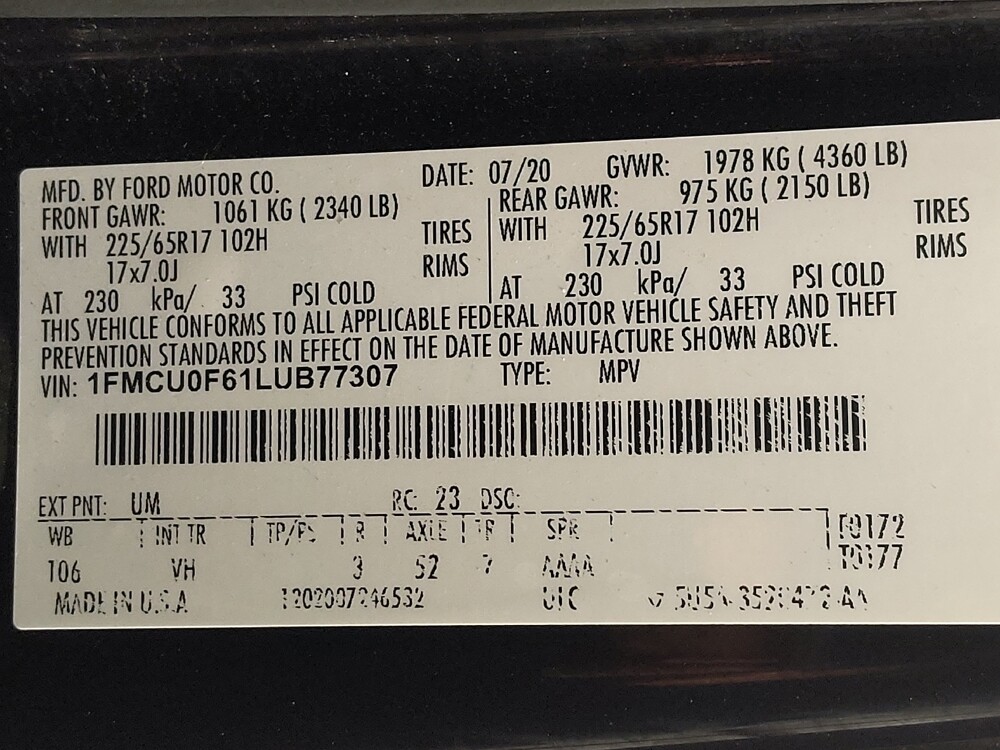 MFD. BY FORD MOTOR CO. DATE: 07/20 GVWR: 1978 KG ( 4360 LB)
FRONT GAWR: 1061 KG ( 2340 LB) REAR GAWR: 975 KG ( 2150 LB)
WITH 225/65R17 102H TIRES WITH 225/65R17 102H TIRES
17x7.0J RIMS 17x7.0J RIMS
AT 230 kPa/ 33 PSI COLD AT 230 kPa/ 33 PSI COLD
THIS VEHICLE CONFORMS TO ALL APPLICABLE FEDERAL MOTOR VEHICLE SAFETY AND THEFT
PREVENTION STANDARDS IN EFFECT ON THE DATE OF MANUFACTURE SHOWN ABOVE.
VIN: 1FMCU0F61LUB77307 TYPE: MPV
EXT PNT: UM RC: 23 DSO:
WB INT TR TP/PS R AXLE TR SPR T0172
106 VH 3 S2 AAAA T0177
MADE IN U.S.A